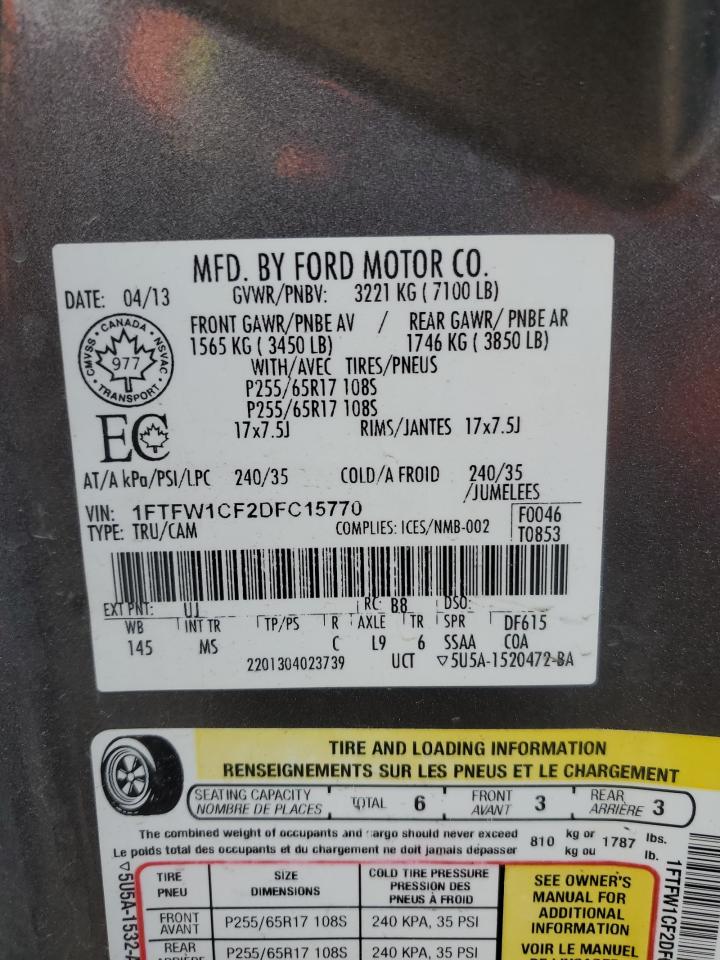 MFD. BY FORD MOTOR CO.
DATE: 04/13
GVWR/PNBV: 3221 KG ( 7100 LB)
FRONT GAWR/PNBE AV / REAR GAWR/ PNBE AR
1565 KG ( 3450 LB) 1746 KG ( 3850 LB)
WITH/AVEC TIRES/PNEUS
P255/65R17 108S
P255/65R17 108S
17x7.5J RIMS/JANTES 17x7.5J
CANADA
CMVSS NSVAC
977
TRANSPORT
EC
AT/A kPa/PSI/LPC 240/35 COLD/A FROID 240/35
/JUMELEES
VIN: 1FTFW1CF2DFC15770
TYPE: TRU/CAM COMPLIES: ICES/NMB-002
F0046
T0853
EXT PNT: UJ RC: B8 DSO:
WB INT TR TP/PS R AXLE TR SPR DF615
145 MS C L9 6 SSAA COA
2201304023739 UCT ▽5U5A-1520472-BA
TIRE AND LOADING INFORMATION
RENSEIGNEMENTS SUR LES PNEUS ET LE CHARGEMENT
SEATING CAPACITY
NOMBRE DE PLACES
TOTAL 6
FRONT
AVANT 3
REAR
ARRIÈRE 3
The combined weight of occupants and cargo should never exceed 810 kg or 1787 lbs.
Le poids total des occupants et du chargement ne doit jamais dépasser kg ou lb.
TIRE
PNEU
SIZE
DIMENSIONS
COLD TIRE PRESSURE
PRESSION DES
PNEUS À FROID
FRONT
AVANT
P255/65R17 108S
240 KPA, 35 PSI
REAR
P255/65R17 108S
240 KPA, 35 PSI
SEE OWNER'S
MANUAL FOR
ADDITIONAL
INFORMATION
VOIR LE MANUEL
▽5U5A-1532-
1FTFW1CF2DF